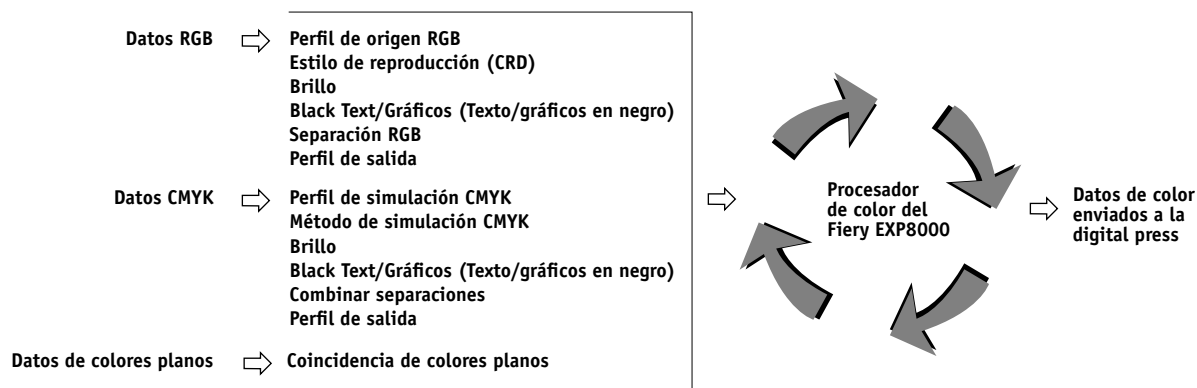 Datos RGB
Perfil de origen RGB
Estilo de reproducción (CRD)
Brillo
Black Text/Gráficos (Texto/gráficos en negro)
Separación RGB
Perfil de salida
Datos CMYK
Perfil de simulación CMYK
Método de simulación CMYK
Brillo
Black Text/Gráficos (Texto/gráficos en negro)
Combinar separaciones
Perfil de salida
Datos de colores planos
Coincidencia de colores planos
Procesador
de color del
Fiery EXP8000
Datos de color
enviados a la
digital press